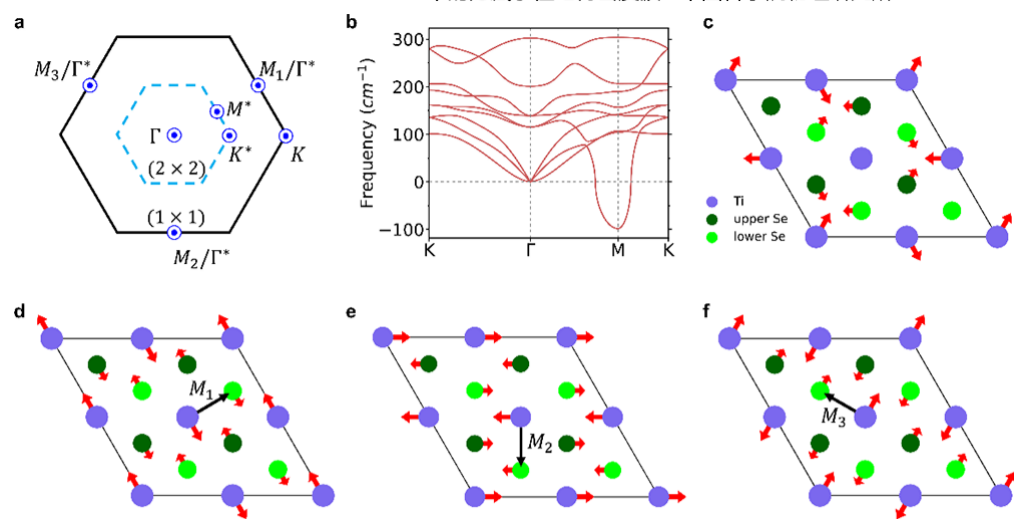 a
M₃/Γ*
M₁/Γ*
M*
Γ
K*
K
(2 × 2)
(1 × 1)
M₂/Γ*
b
Frequency (cm⁻¹)
300
200
100
0
−100
K
Γ
M
K
c
Ti
upper Se
lower Se
d
M₁
e
M₂
f
M₃